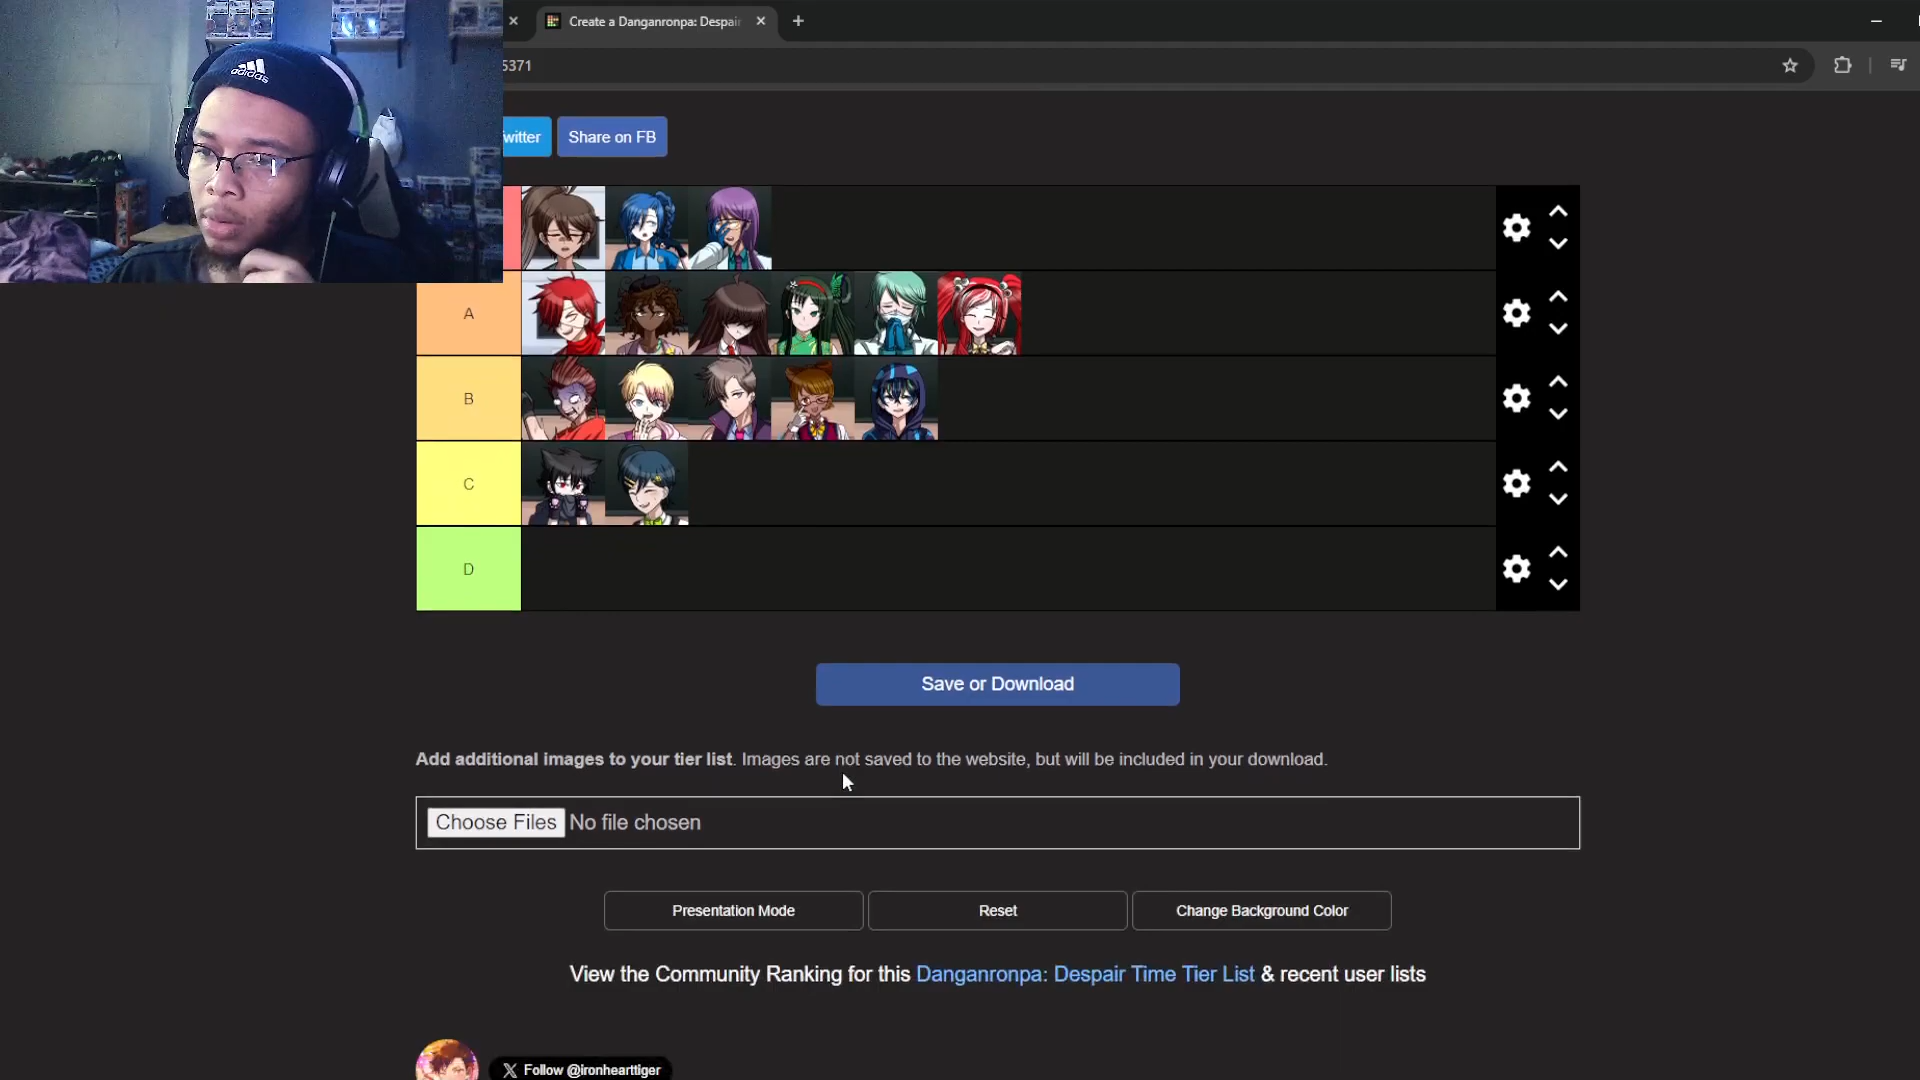 adidas
Create a Danganronpa: Despair
5371
witter
Share on FB
A
B
C
D
Save or Download
Add additional images to your tier list. Images are not saved to the website, but will be included in your download.
Choose Files No file chosen
Presentation Mode
Reset
Change Background Color
View the Community Ranking for this Danganronpa: Despair Time Tier List & recent user lists
X Follow @ironhearttiger